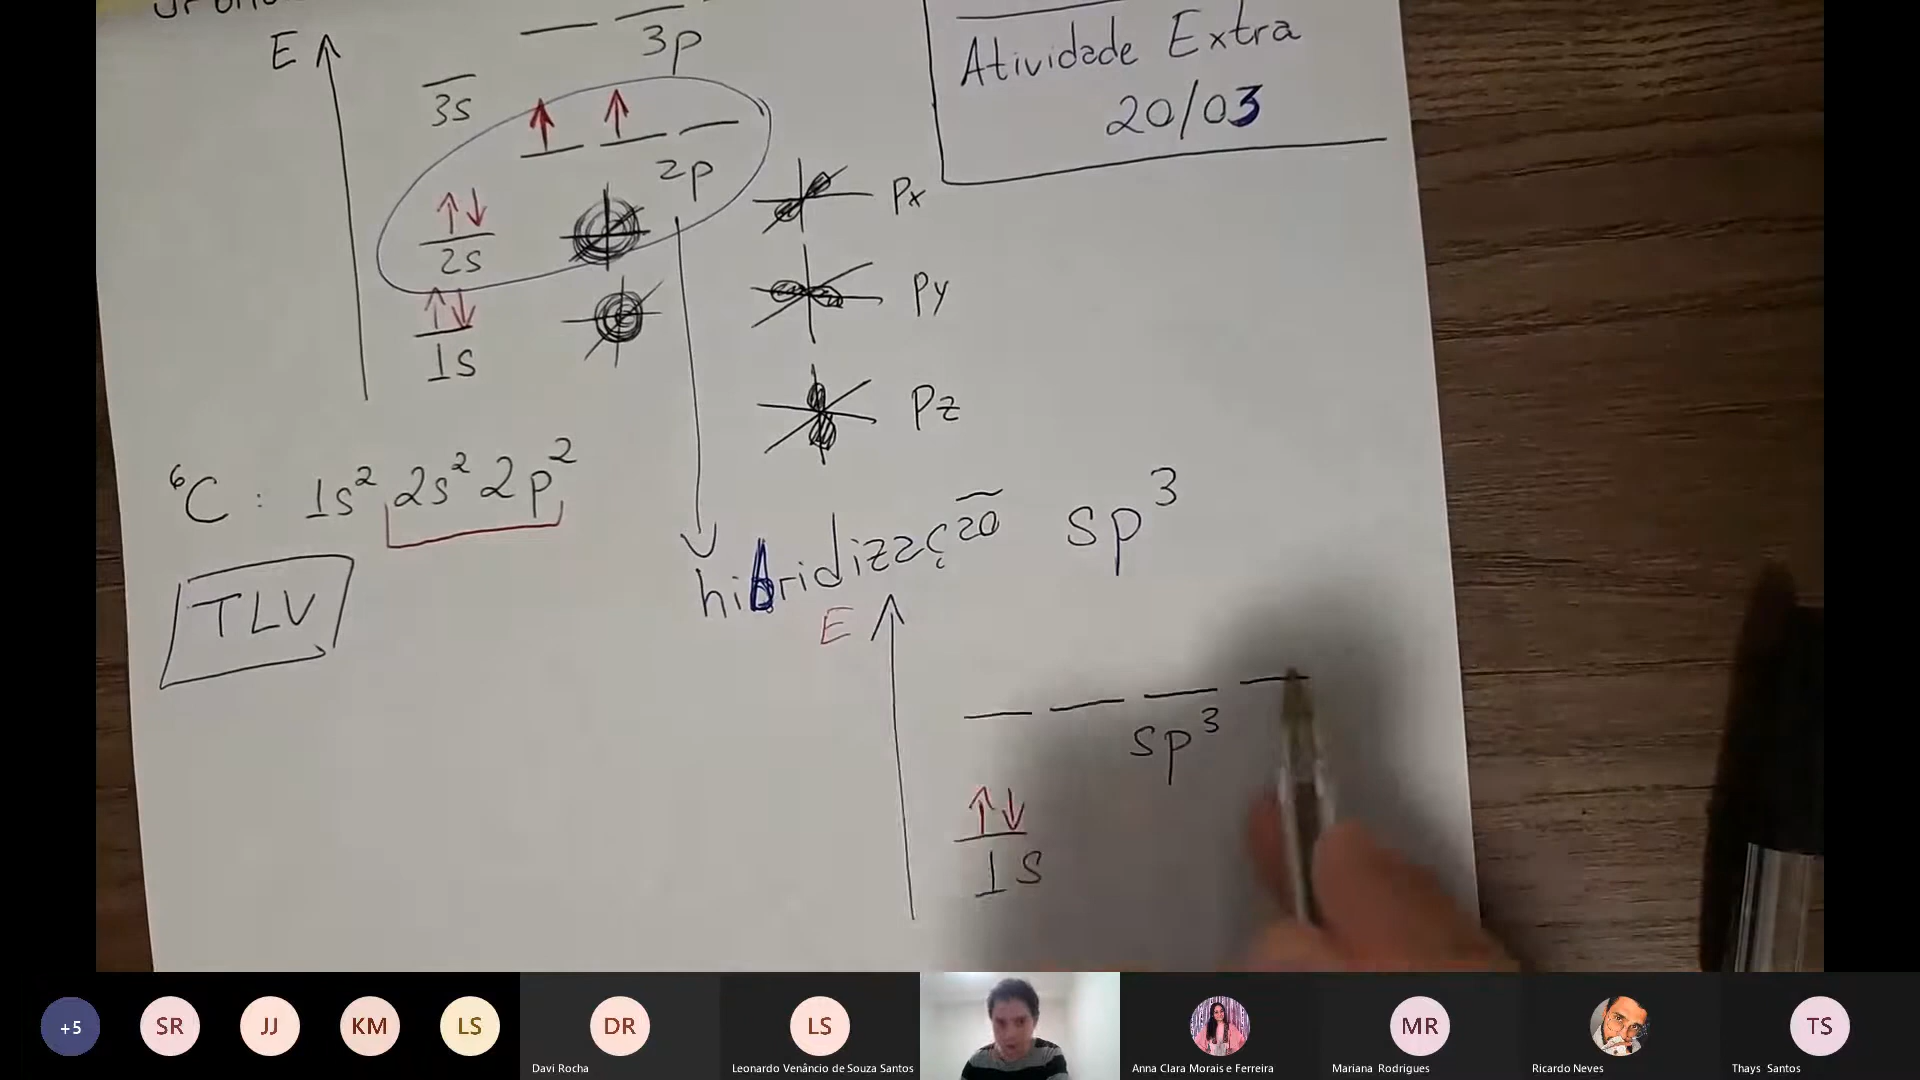 E
3p
3s
2p
2s
1s
Atividade Extra
20/03
Px
Py
Pz
⁶C : 1s² 2s² 2p²
TLV
hibridização sp³
E
sp³
1s
+5
SR
JJ
KM
LS
DR
LS
MR
TS
Davi Rocha
Leonardo Venâncio de Souza Santos
Anna Clara Morais e Ferreira
Mariana Rodrigues
Ricardo Neves
Thays Santos